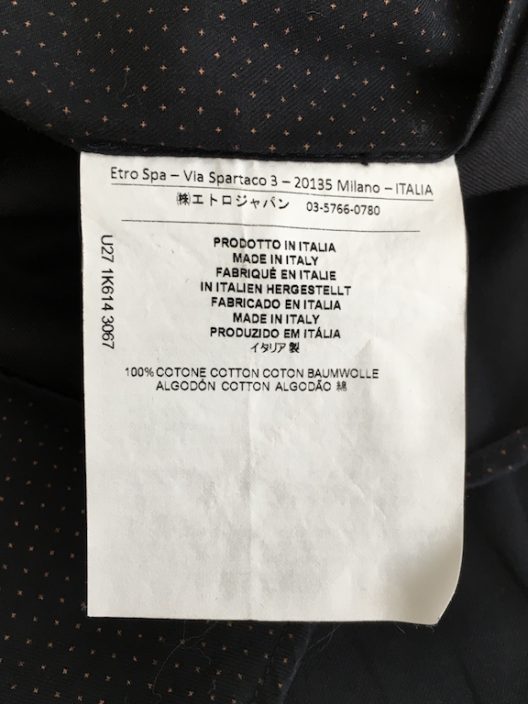 Etro Spa – Via Spartaco 3 – 20135 Milano – ITALIA
㈱エトロジャパン 03-5766-0780
U27 1K614 3067
PRODOTTO IN ITALIA
MADE IN ITALY
FABRIQUÉ EN ITALIE
IN ITALIEN HERGESTELLT
FABRICADO EN ITALIA
MADE IN ITALY
PRODUZIDO EM ITÁLIA
イタリア製
100% COTONE COTTON COTON BAUMWOLLE
ALGODÓN COTTON ALGODÃO 綿